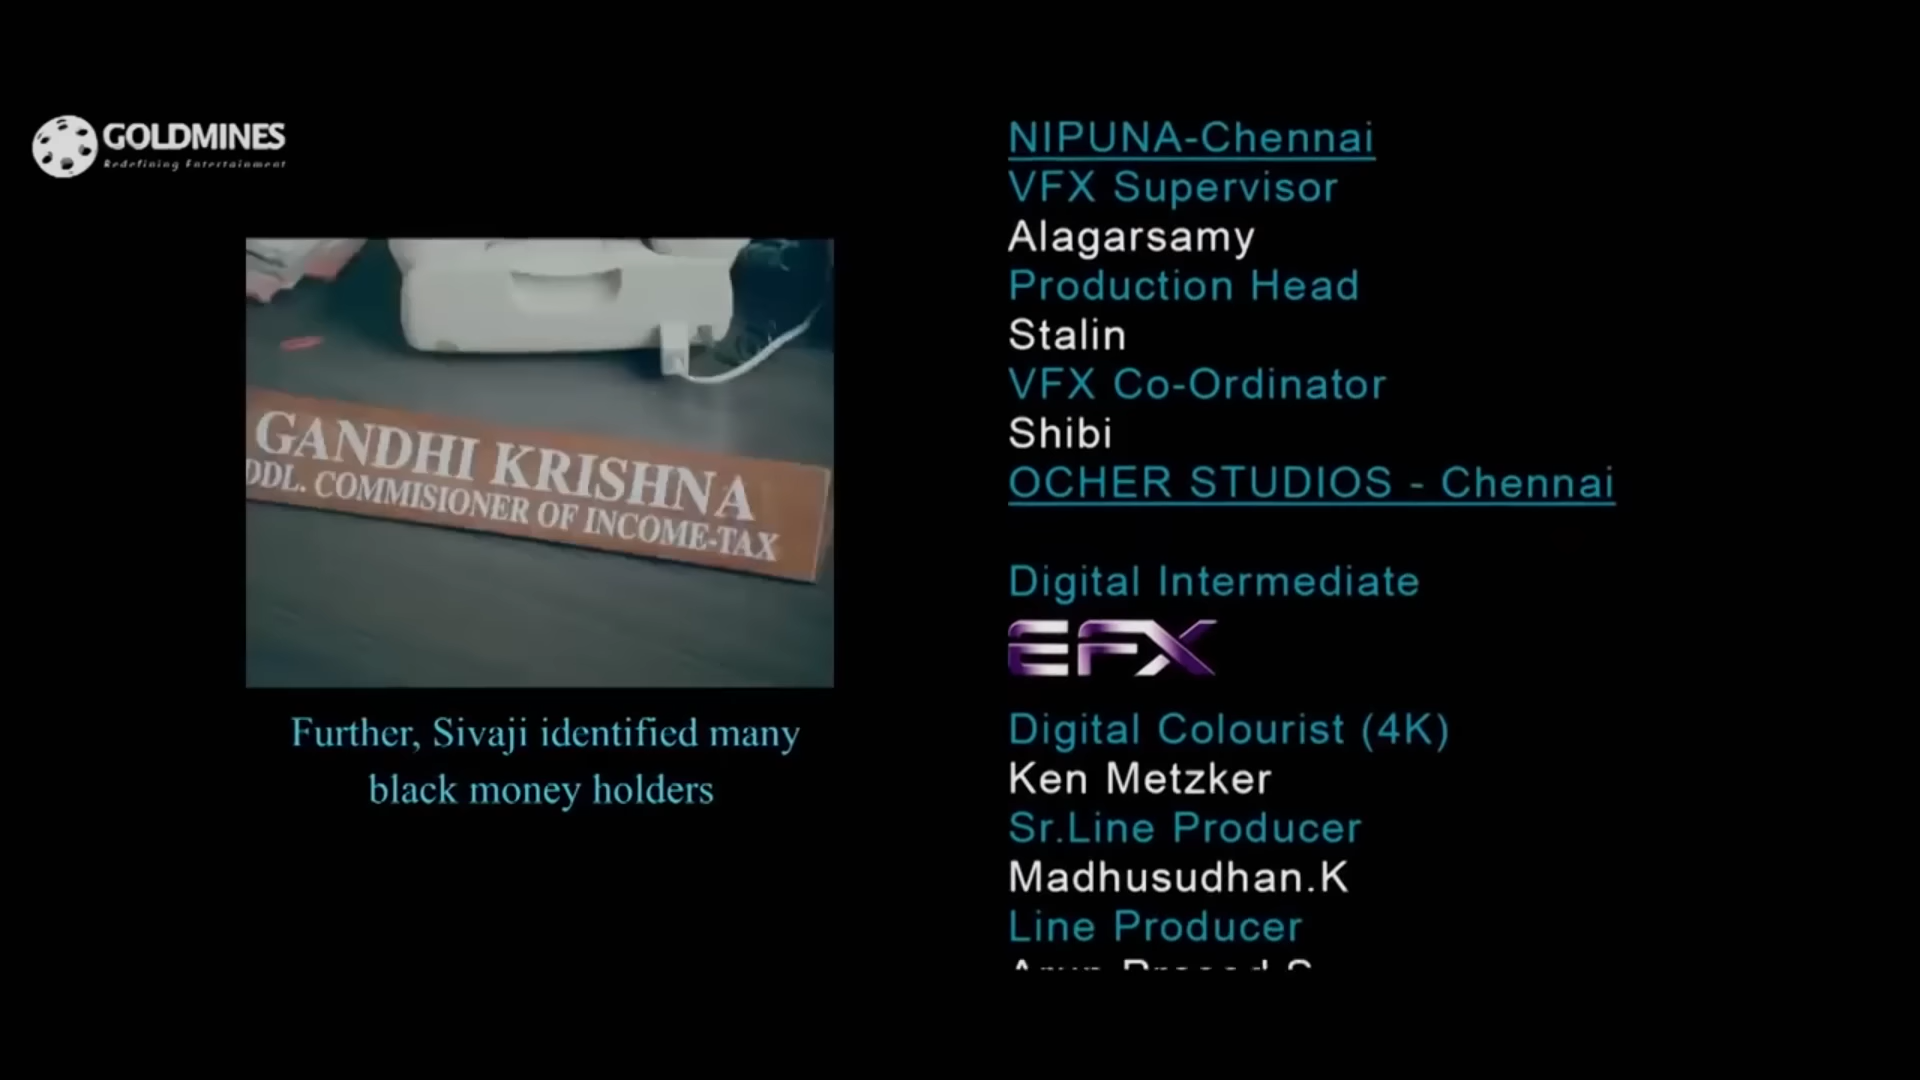 GOLDMINES
Redefining Entertainment
GANDHI KRISHNA
DDL. COMMISIONER OF INCOME-TAX
Further, Sivaji identified many
black money holders
NIPUNA-Chennai
VFX Supervisor
Alagarsamy
Production Head
Stalin
VFX Co-Ordinator
Shibi
OCHER STUDIOS - Chennai
Digital Intermediate
EFX
Digital Colourist (4K)
Ken Metzker
Sr.Line Producer
Madhusudhan.K
Line Producer